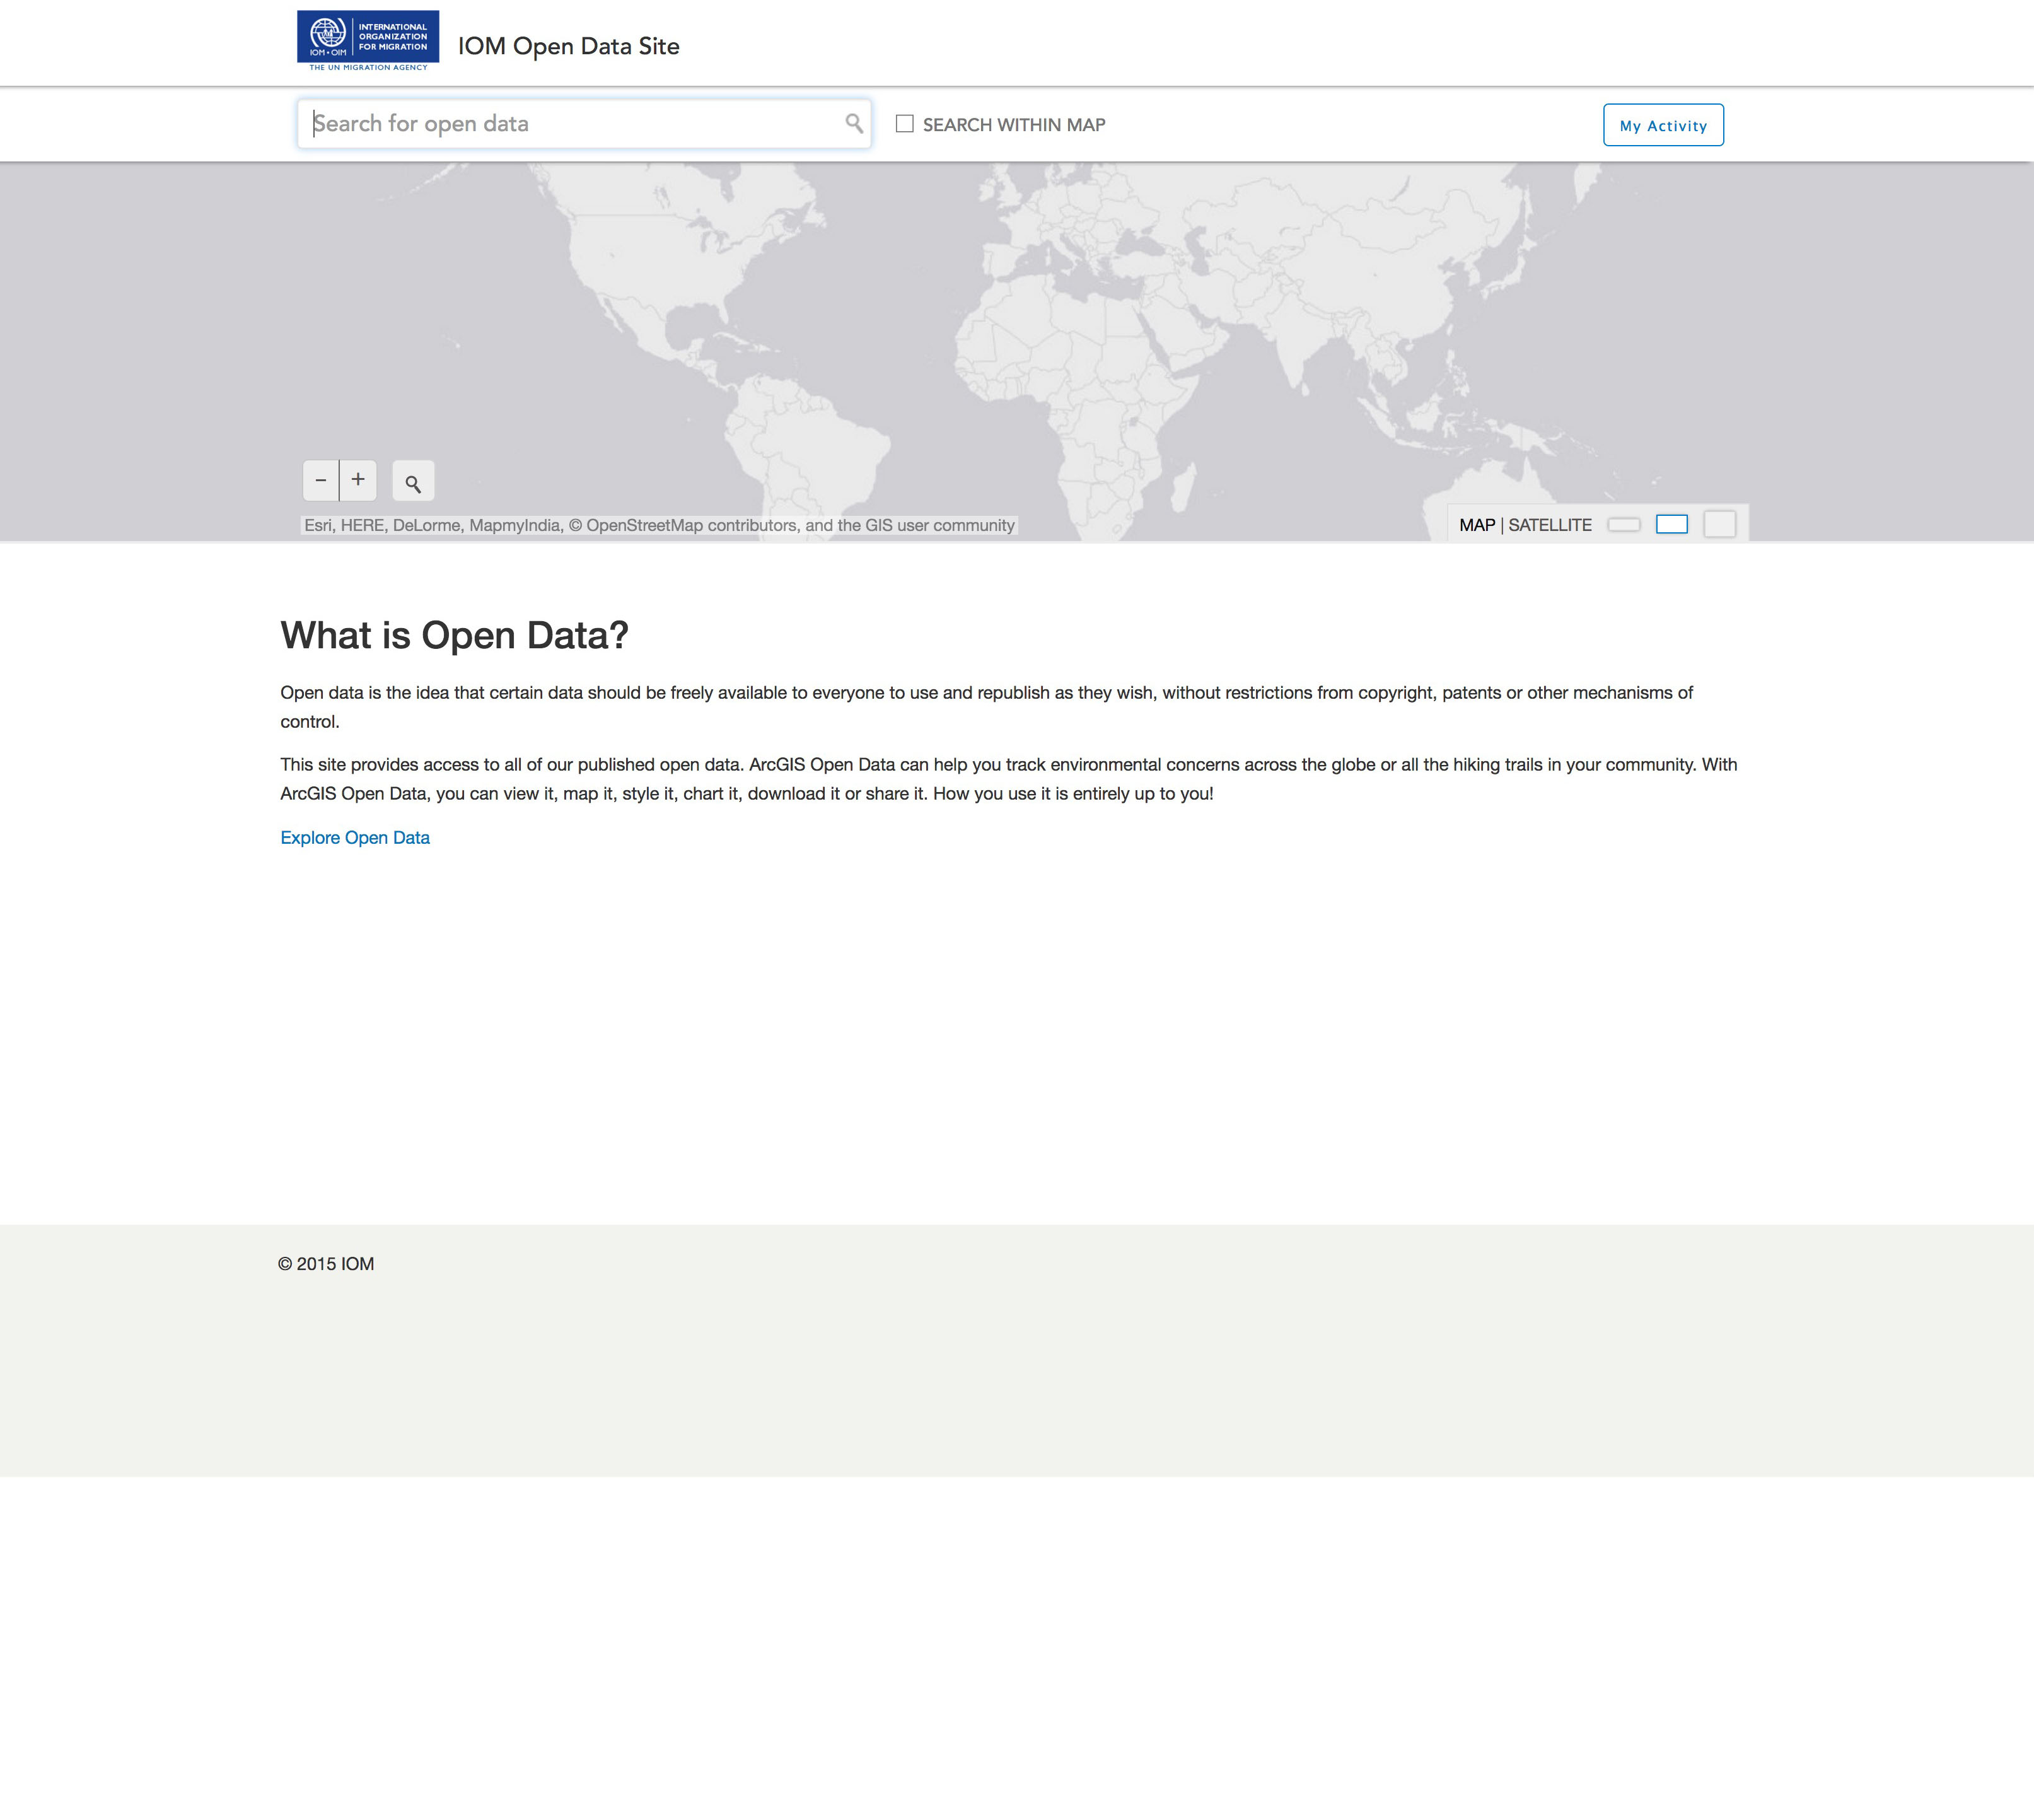 INTERNATIONAL
ORGANIZATION
FOR MIGRATION
IOM • OIM
THE UN MIGRATION AGENCY
IOM Open Data Site
Search for open data
SEARCH WITHIN MAP
My Activity
− +
Esri, HERE, DeLorme, MapmyIndia, © OpenStreetMap contributors, and the GIS user community
MAP | SATELLITE
What is Open Data?
Open data is the idea that certain data should be freely available to everyone to use and republish as they wish, without restrictions from copyright, patents or other mechanisms of
control.
This site provides access to all of our published open data. ArcGIS Open Data can help you track environmental concerns across the globe or all the hiking trails in your community. With
ArcGIS Open Data, you can view it, map it, style it, chart it, download it or share it. How you use it is entirely up to you!
Explore Open Data
© 2015 IOM